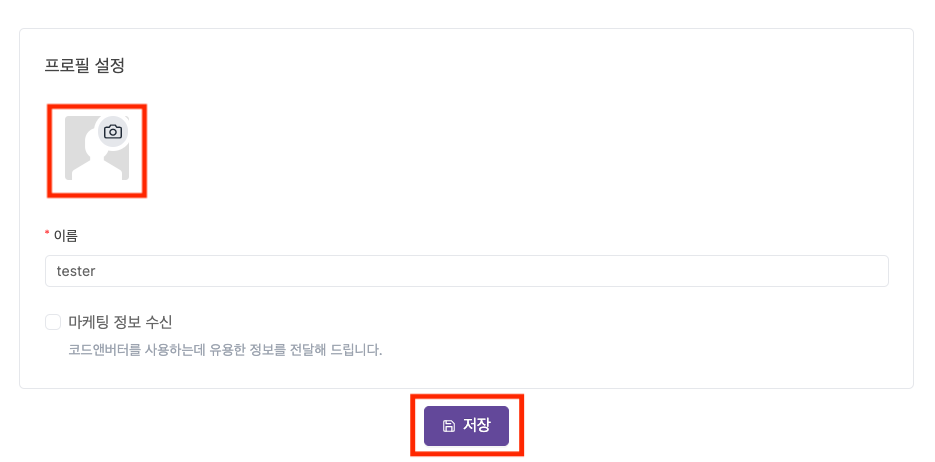 프로필 설정
* 이름
tester
마케팅 정보 수신
코드앤버터를 사용하는데 유용한 정보를 전달해 드립니다.
저장